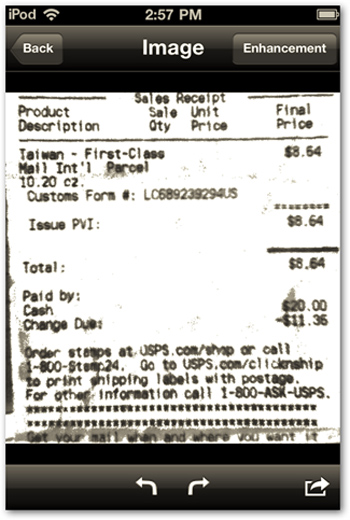 iPod 2:57 PM
Back Image Enhancement
Sales Receipt
Product Sale Unit Final
Description Qty Price Price
Taiwan - First-Class $8.64
Mail Int'l Parcel
10.20 oz.
Customs Form #: LC689239294US
========
Issue PVI: $8.64
Total: $8.64
Paid by:
Cash $20.00
Change Due: -$11.36
Order stamps at USPS.com/shop or call
1-800-Stamp24. Go to USPS.com/clicknship
to print shipping labels with postage.
For other information call 1-800-ASK-USPS.
****************************************
****************************************
Get your mail when and where you want it